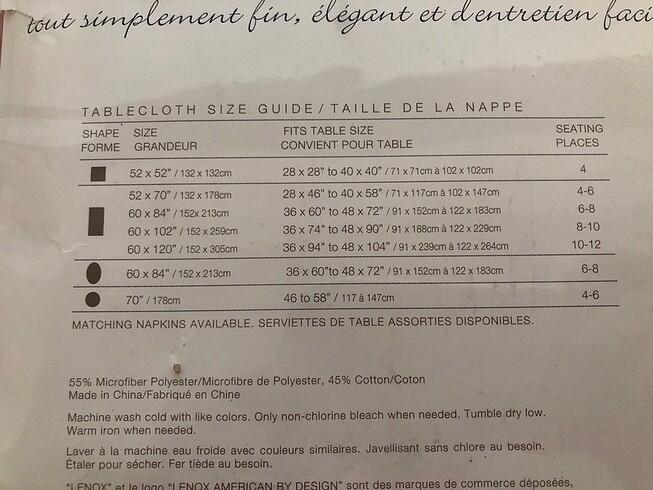 tout simplement fin, élégant et d'entretien faci
TABLECLOTH SIZE GUIDE / TAILLE DE LA NAPPE
SHAPE SIZE FITS TABLE SIZE SEATING
FORME GRANDEUR CONVIENT POUR TABLE PLACES
52 x 52" / 132 x 132cm 28 x 28" to 40 x 40" / 71 x 71cm à 102 x 102cm 4
52 x 70" / 132 x 178cm 28 x 46" to 40 x 58" / 71 x 117cm à 102 x 147cm 4-6
60 x 84" / 152x 213cm 36 x 60" to 48 x 72" / 91 x 152cm à 122 x 183cm 6-8
60 x 102" / 152 x 259cm 36 x 74" to 48 x 90" / 91 x 188cm à 122 x 229cm 8-10
60 x 120" / 152 x 305cm 36 x 94" to 48 x 104" / 91 x 239cm à 122 x 264cm 10-12
60 x 84" / 152 x 213cm 36 x 60"to 48 x 72" / 91 x 152cm à 122 x 183cm 6-8
70" / 178cm 46 to 58" / 117 à 147cm 4-6
MATCHING NAPKINS AVAILABLE. SERVIETTES DE TABLE ASSORTIES DISPONIBLES.
55% Microfiber Polyester/Microfibre de Polyester, 45% Cotton/Coton
Made in China/Fabriqué en Chine
Machine wash cold with like colors. Only non-chlorine bleach when needed. Tumble dry low.
Warm iron when needed.
Laver à la machine eau froide avec couleurs similaires. Javellisant sans chlore au besoin.
Étaler pour sécher. Fer tiède au besoin.
"LENOX" et le logo "LENOX AMERICAN BY DESIGN" sont des marques de commerce déposées,